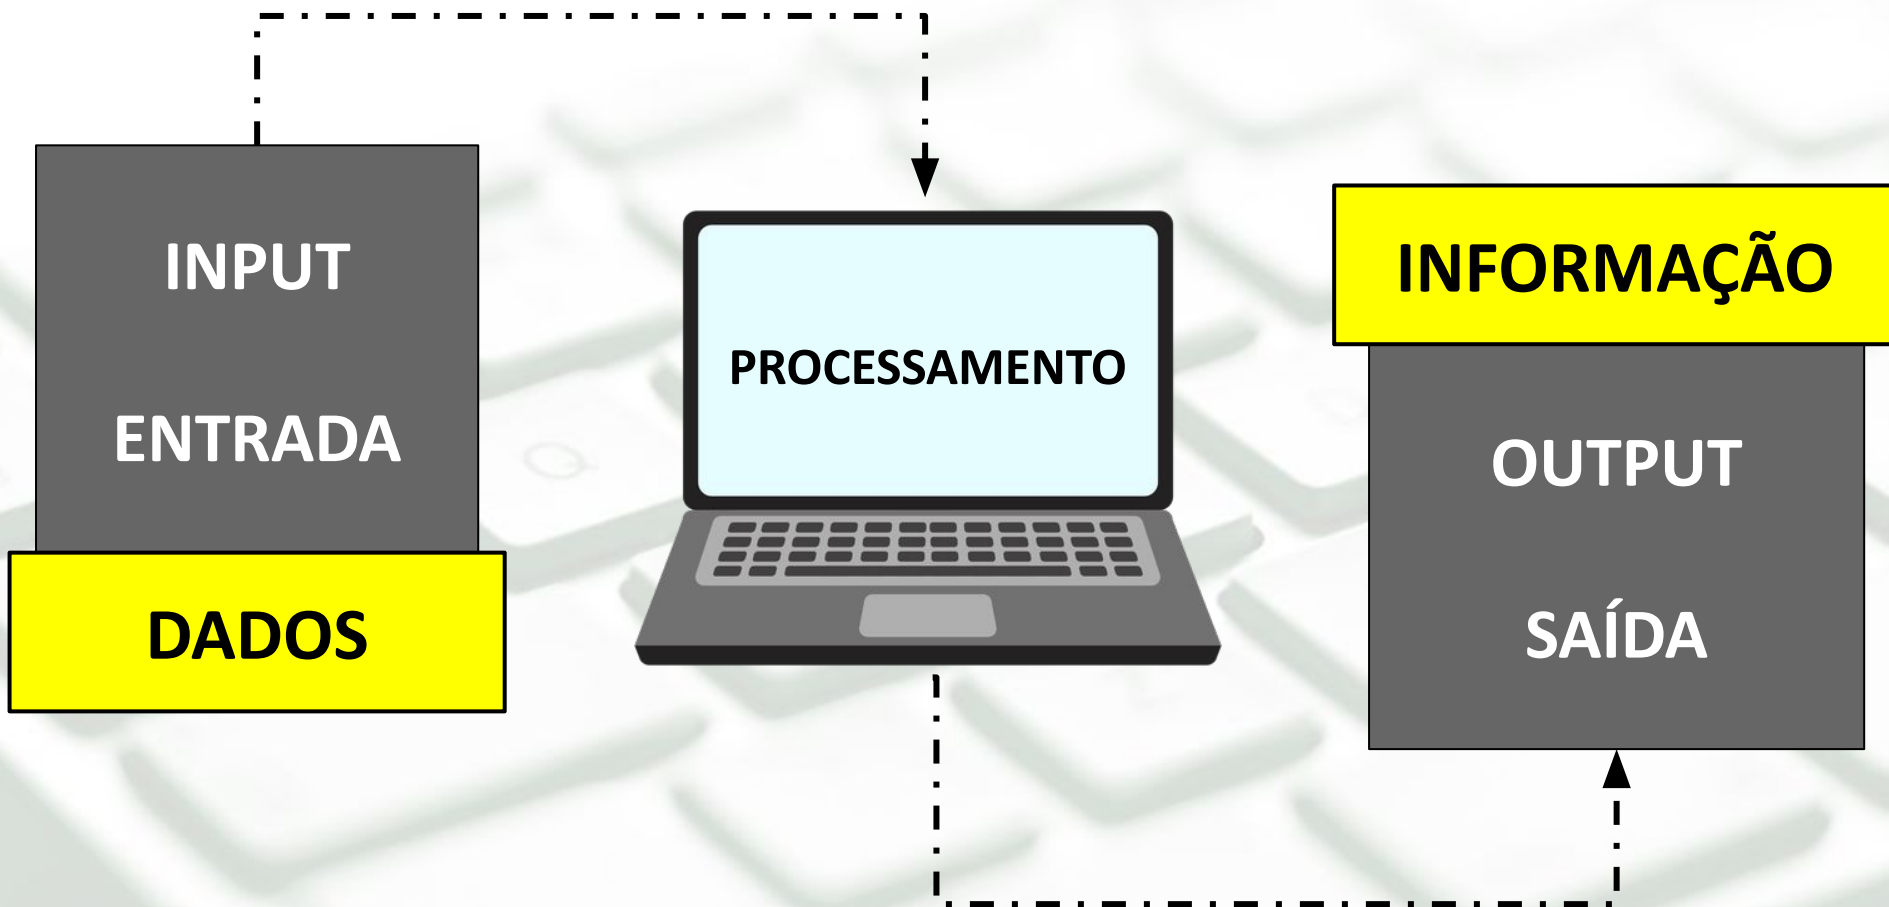 INPUT
ENTRADA
DADOS
PROCESSAMENTO
INFORMAÇÃO
OUTPUT
SAÍDA